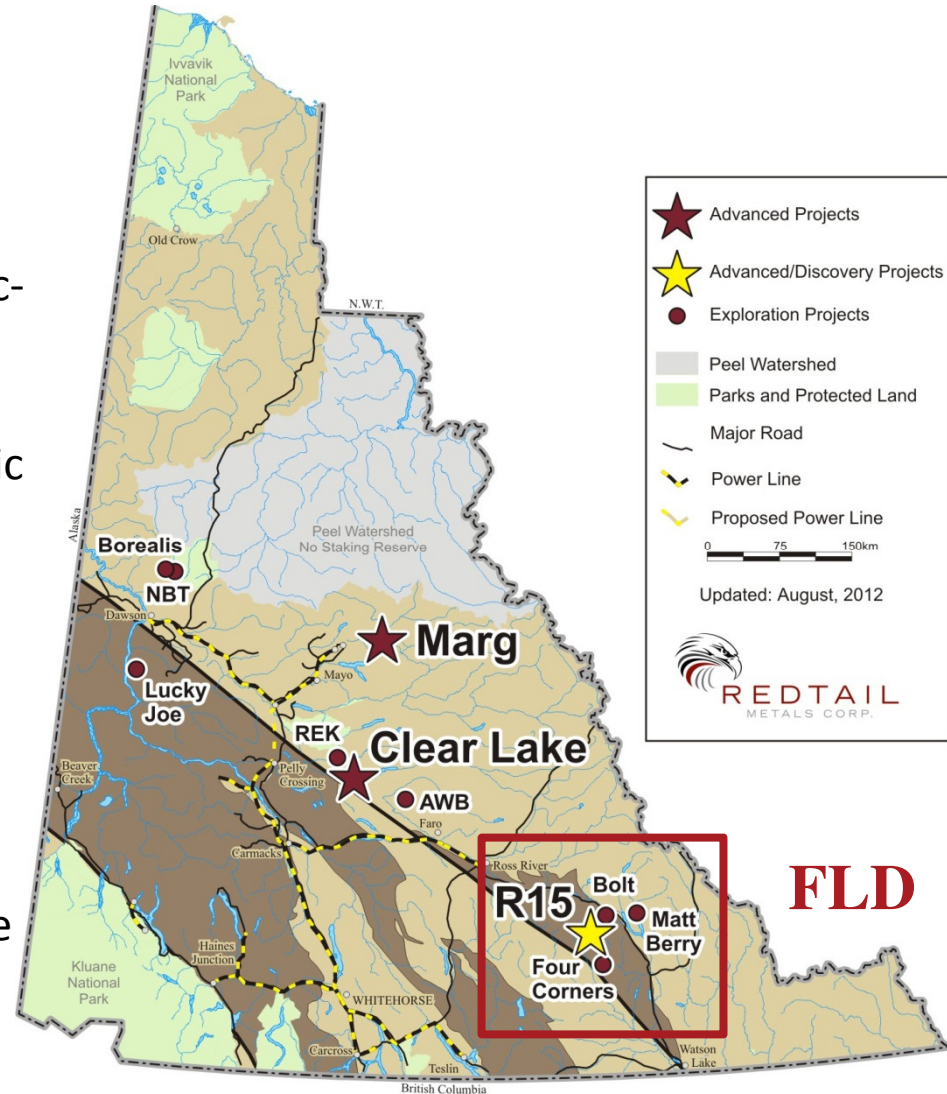 Ivvavik
National
Park
Old Crow
c-
N.W.T.
ic
Peel Watershed
No Staking Reserve
Alaska
Borealis
NBT
Dawson
Marg
Mayo
Lucky
Joe
REK
Clear Lake
Beaver
Creek
Pelly
Crossing
AWB
Faro
Carmacks
Ross River
FLD
R15
Bolt
Matt
Berry
e
Haines
Junction
Four
Corners
Kluane
National
Park
WHITEHORSE
Carcross
Teslin
Watson
Lake
British Columbia
Advanced Projects
Advanced/Discovery Projects
Exploration Projects
Peel Watershed
Parks and Protected Land
Major Road
Power Line
Proposed Power Line
0 75 150km
Updated: August, 2012
REDTAIL
METALS CORP.